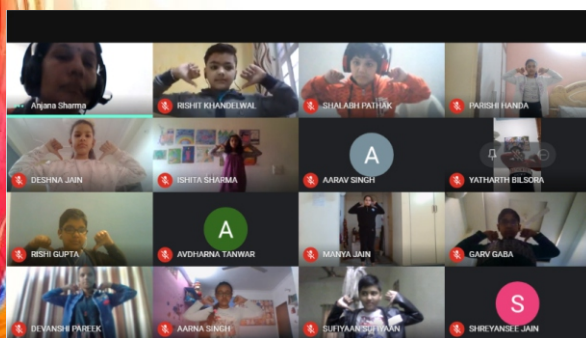 Anjana Sharma
RISHIT KHANDELWAL
SHALABH PATHAK
PARISHI HANDA
DESHNA JAIN
ISHITA SHARMA
A
AARAV SINGH
YATHARTH BILSORA
RISHI GUPTA
A
AVDHARNA TANWAR
MANYA JAIN
GARV GABA
DEVANSHI PAREEK
AARNA SINGH
SUFIYAAN SUFIYAAN
S
SHREYANSEE JAIN